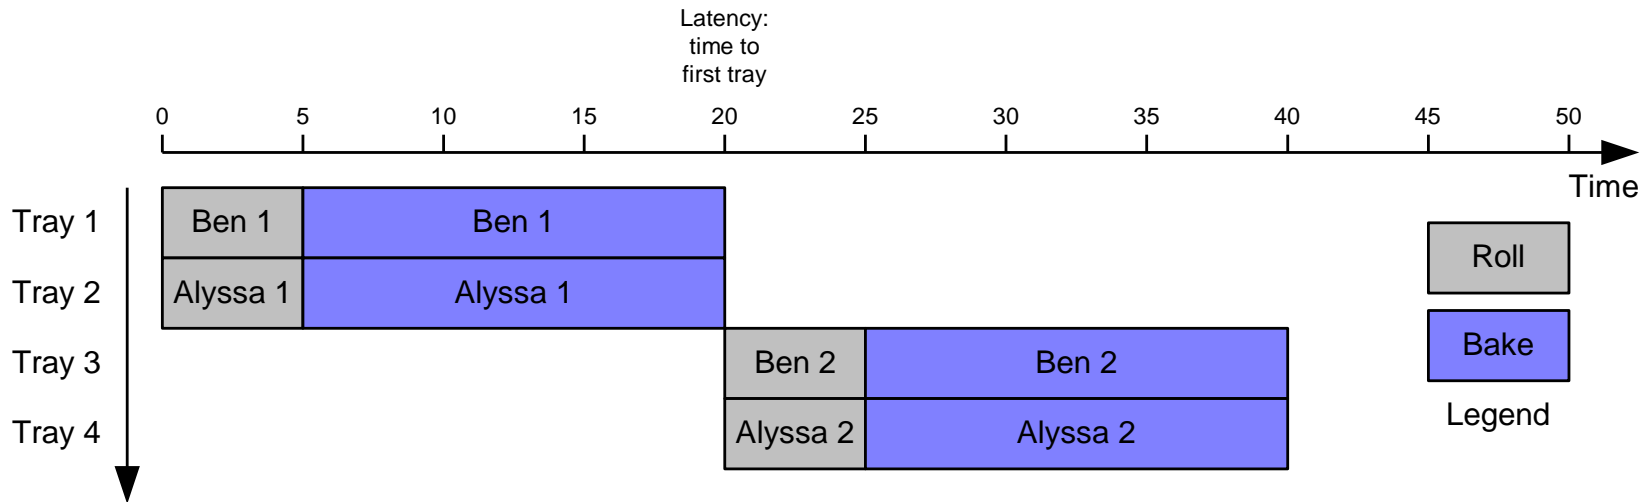 Latency:
time to
first tray
0 5 10 15 20 25 30 35 40 45 50
Time
Tray 1 Ben 1 Ben 1
Tray 2 Alyssa 1 Alyssa 1
Roll
Tray 3 Ben 2 Ben 2
Bake
Tray 4 Alyssa 2 Alyssa 2
Legend